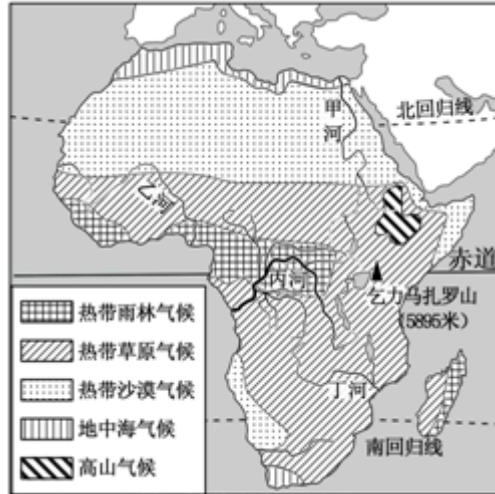 甲
河
北回归线
乙河
赤道
丙河
乞力马扎罗山
(5895米)
丁河
南回归线
热带雨林气候
热带草原气候
热带沙漠气候
地中海气候
高山气候